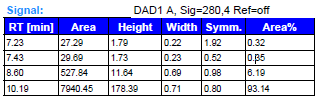 Signal: DAD1 A, Sig=280,4 Ref=off
RT [min] Area Height Width Symm. Area%
7.23 27.29 1.79 0.22 1.92 0.32
7.43 29.69 1.73 0.23 0.52 0.35
8.60 527.84 11.64 0.69 0.98 6.19
10.19 7940.45 178.39 0.71 0.80 93.14